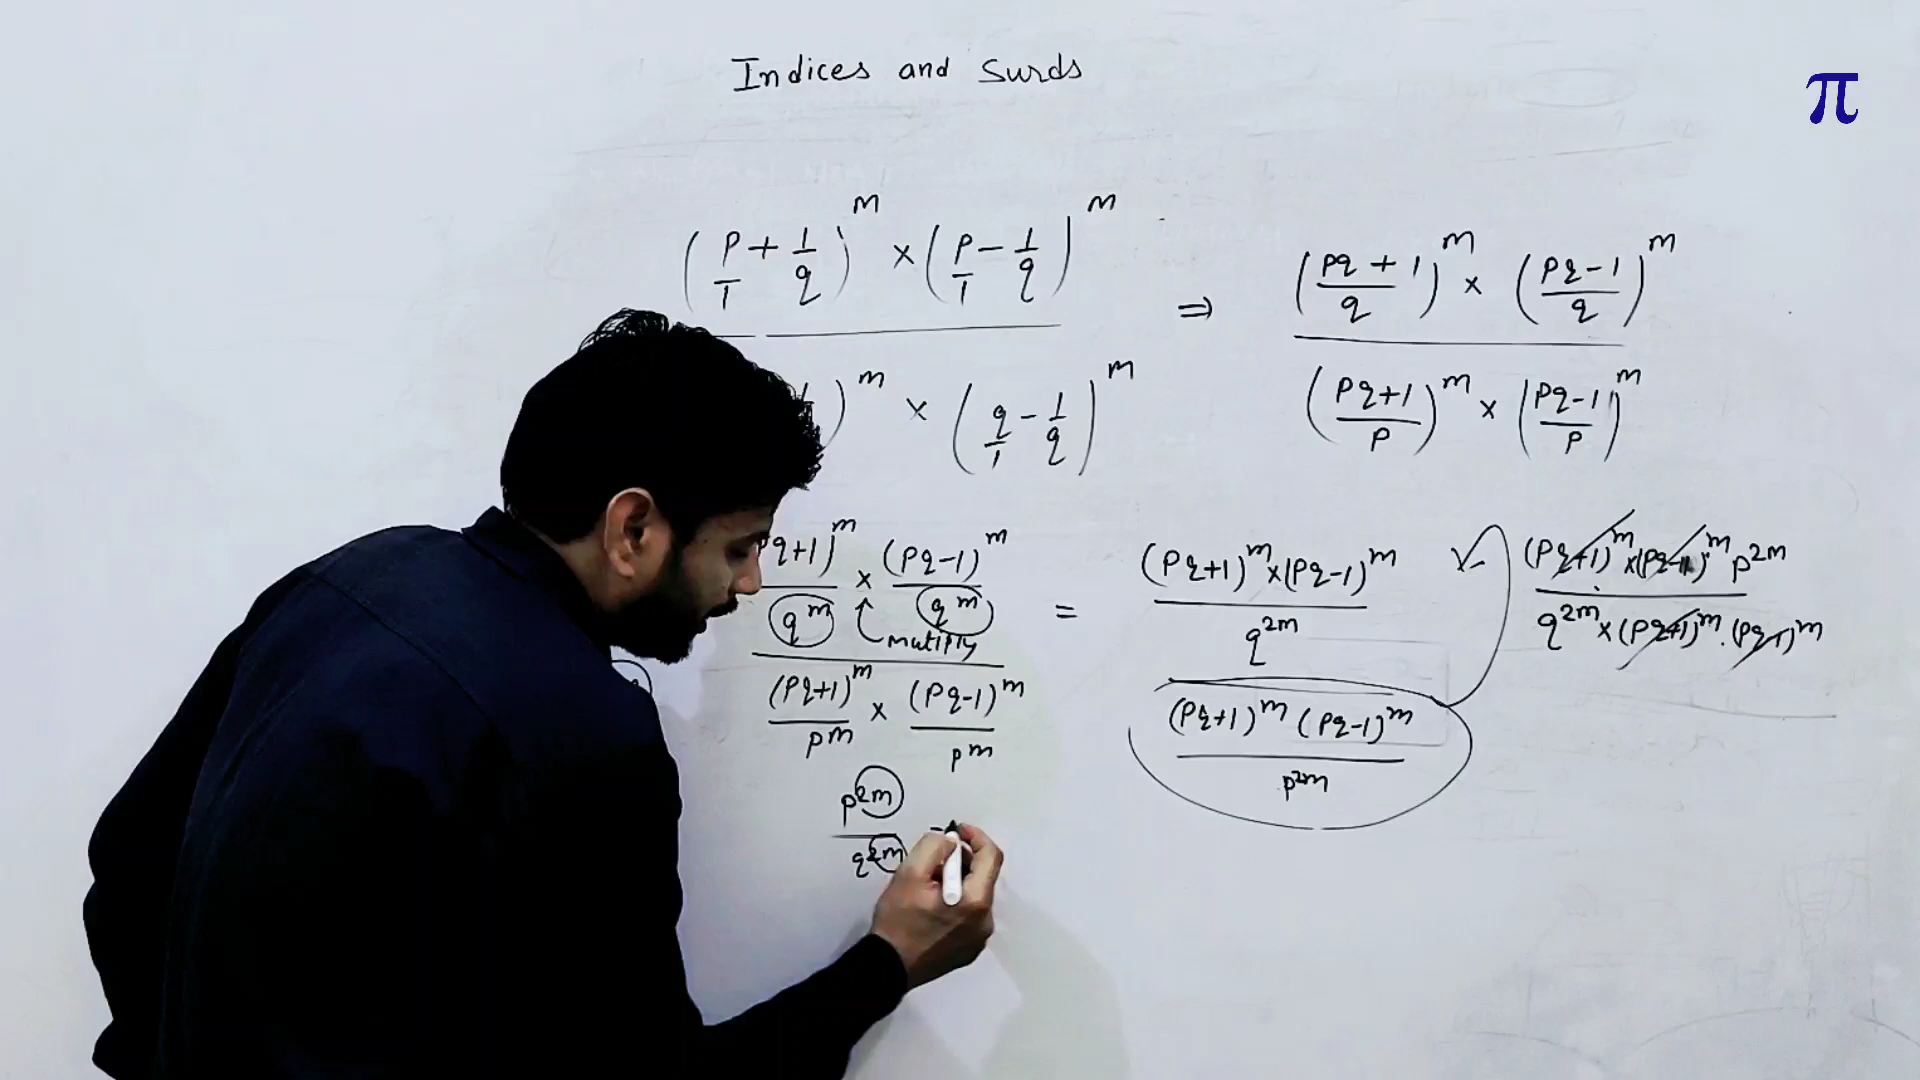 Indices and Surds
π
(p/1 + 1/q)^m × (p/1 - 1/q)^m
⇒ ((pq + 1)/q)^m × ((pq-1)/q)^m
)^m × (q/1 - 1/q)^m
((pq+1)/p)^m × ((pq-1)/p)^m
q+1)^m/q^m × (pq-1)^m/q^m
multiply
(pq+1)^m/p^m × (pq-1)^m/p^m
= (pq+1)^m×(pq-1)^m
q^2m
(pq+1)^m (pq-1)^m
p^2m
(pq+1)^m×(pq-1)^m p^2m
q^2m×(pq+1)^m.(pq-1)^m
p^2m
q^2m